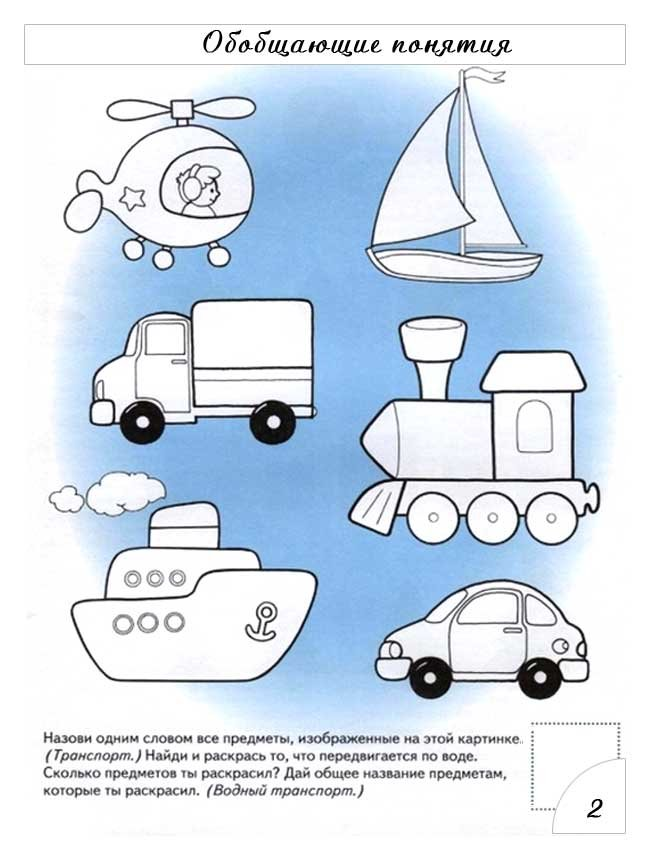 Обобщающие понятия
Назови одним словом все предметы, изображенные на этой картинке.
(Транспорт.) Найди и раскрась то, что передвигается по воде.
Сколько предметов ты раскрасил? Дай общее название предметам,
которые ты раскрасил. (Водный транспорт.)
2